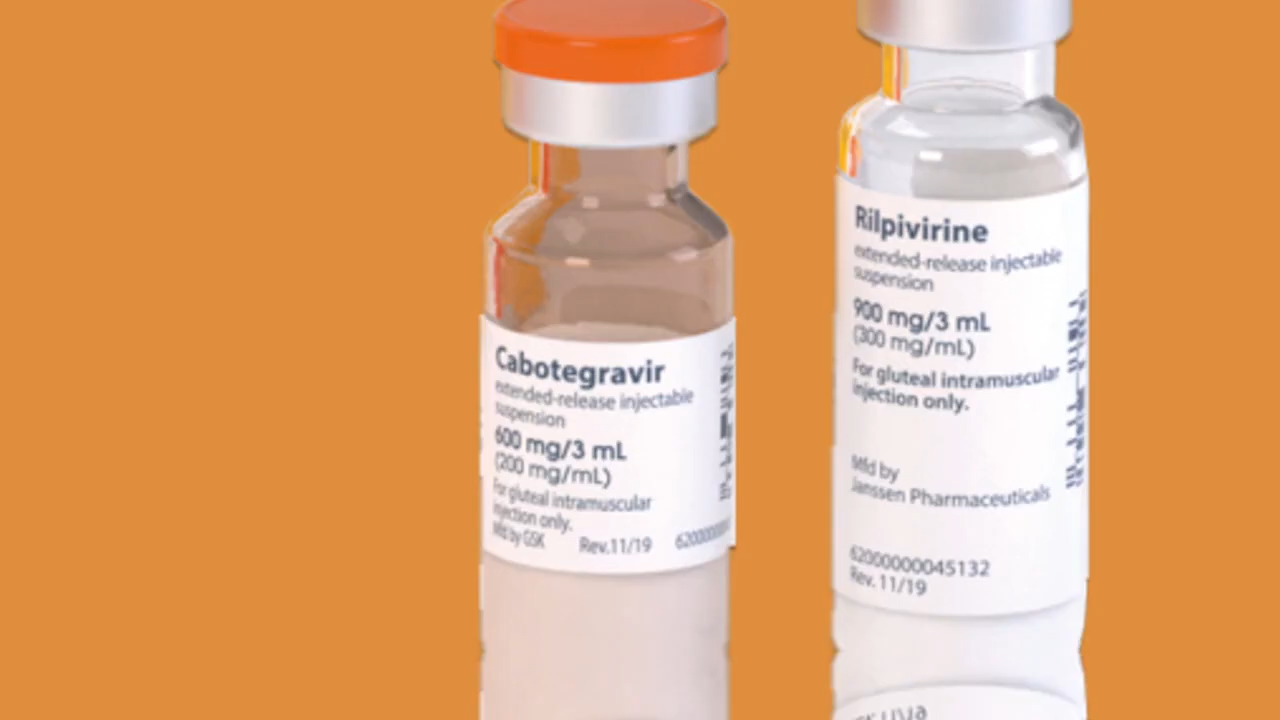 Cabotegravir
extended-release injectable
suspension
600 mg/3 mL
(200 mg/mL)
For gluteal intramuscular
injection only.
Mfd by GSK Rev.11/19
Rilpivirine
extended-release injectable
suspension
900 mg/3 mL
(300 mg/mL)
For gluteal intramuscular
injection only.
Mfd by
Janssen Pharmaceuticals
62000000045132
Rev. 11/19